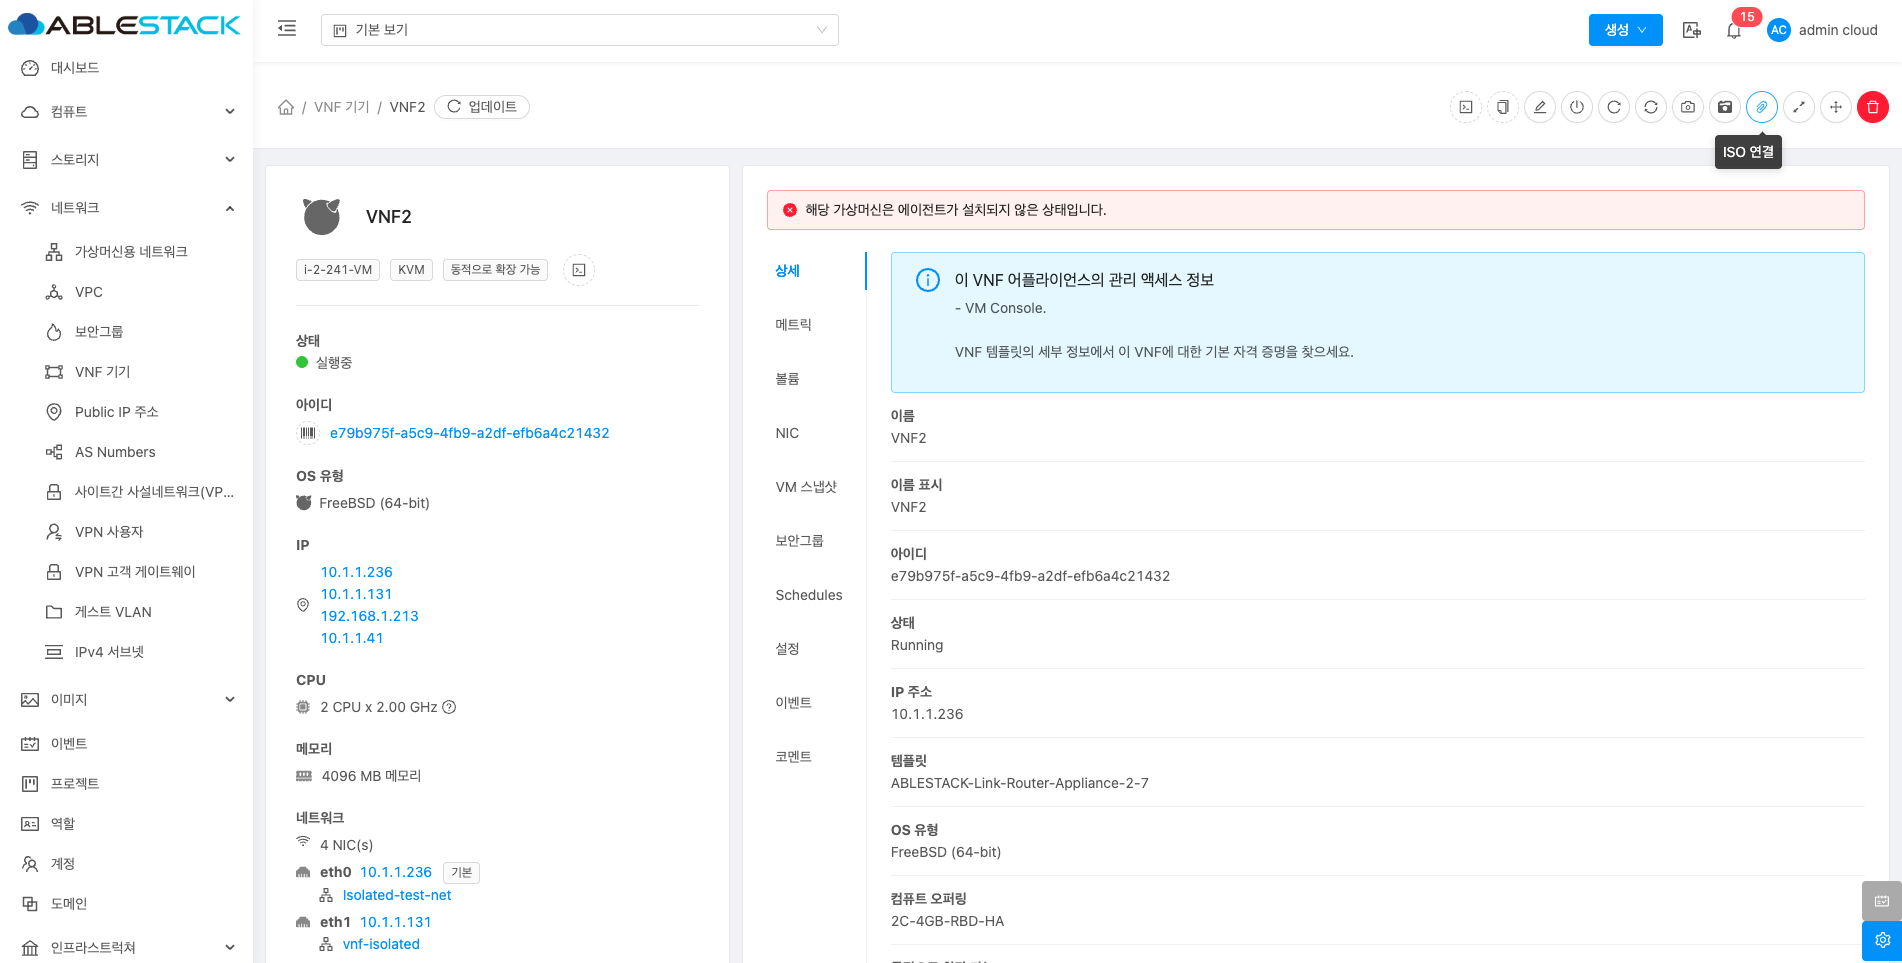 ABLESTACK
기본 보기
생성
15
AC
admin cloud
대시보드
컴퓨트
스토리지
네트워크
가상머신용 네트워크
VPC
보안그룹
VNF 기기
Public IP 주소
AS Numbers
사이트간 사설네트워크(VP...
VPN 사용자
VPN 고객 게이트웨이
게스트 VLAN
IPv4 서브넷
이미지
이벤트
프로젝트
역할
계정
도메인
인프라스트럭쳐
/ VNF 기기 / VNF2
업데이트
ISO 연결
VNF2
i-2-241-VM
KVM
동적으로 확장 가능
상태
실행중
아이디
e79b975f-a5c9-4fb9-a2df-efb6a4c21432
OS 유형
FreeBSD (64-bit)
IP
10.1.1.236
10.1.1.131
192.168.1.213
10.1.1.41
CPU
2 CPU x 2.00 GHz
메모리
4096 MB 메모리
네트워크
4 NIC(s)
eth0 10.1.1.236 기본
Isolated-test-net
eth1 10.1.1.131
vnf-isolated
해당 가상머신은 에이전트가 설치되지 않은 상태입니다.
상세
메트릭
볼륨
NIC
VM 스냅샷
보안그룹
Schedules
설정
이벤트
코멘트
이 VNF 어플라이언스의 관리 액세스 정보
- VM Console.
VNF 템플릿의 세부 정보에서 이 VNF에 대한 기본 자격 증명을 찾으세요.
이름
VNF2
이름 표시
VNF2
아이디
e79b975f-a5c9-4fb9-a2df-efb6a4c21432
상태
Running
IP 주소
10.1.1.236
템플릿
ABLESTACK-Link-Router-Appliance-2-7
OS 유형
FreeBSD (64-bit)
컴퓨트 오퍼링
2C-4GB-RBD-HA